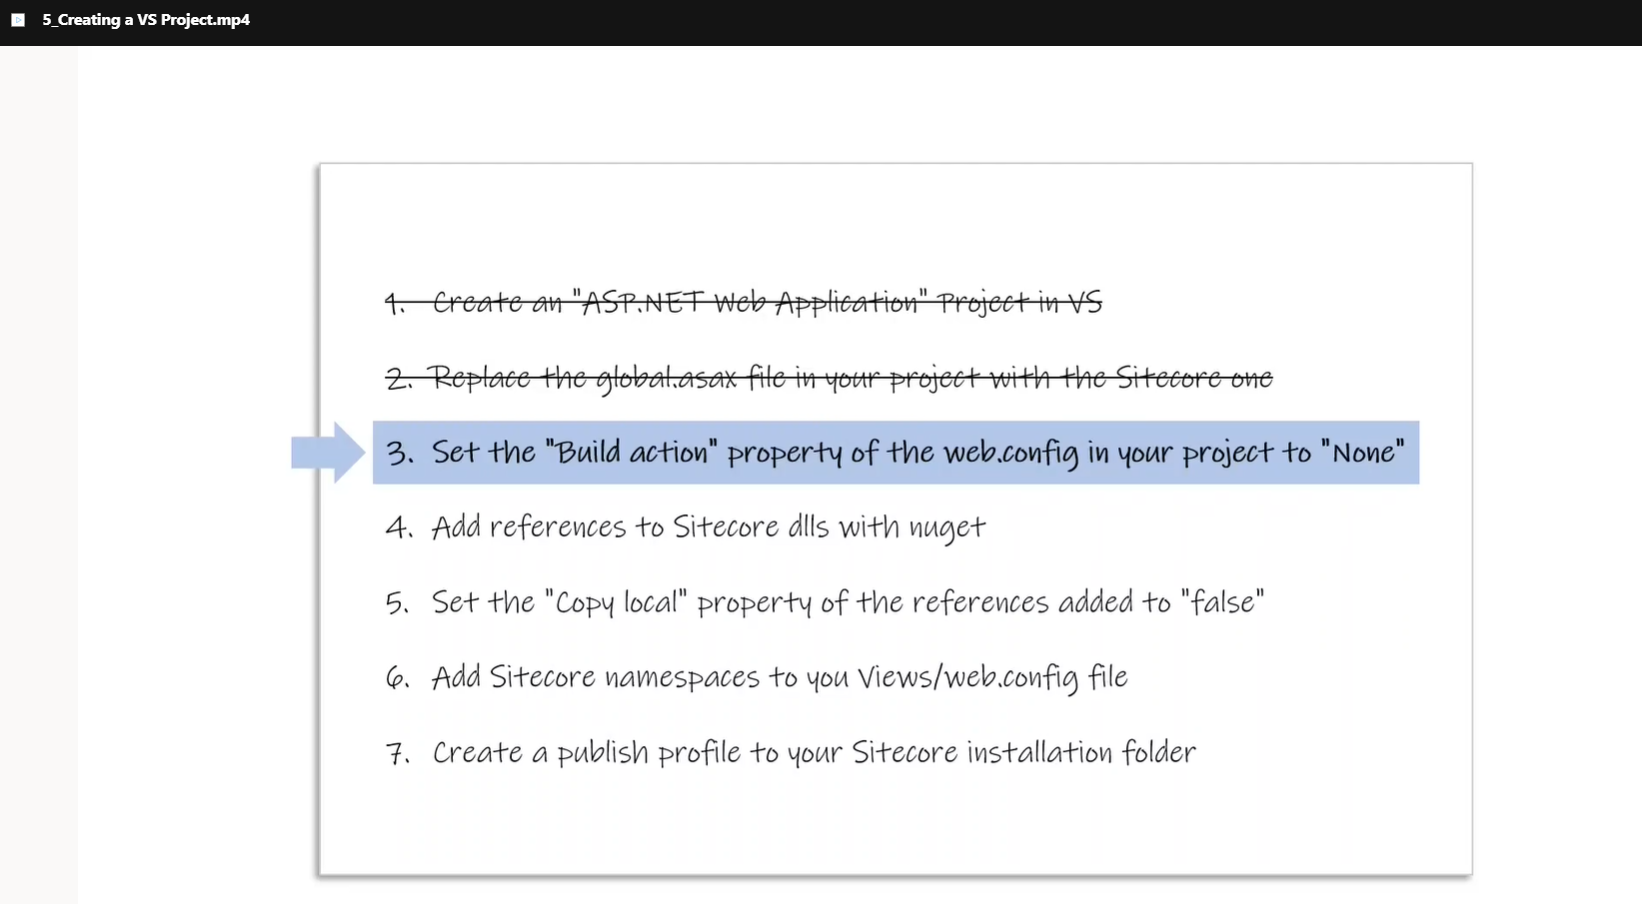 5_Creating a VS Project.mp4
1. Create an "ASP.NET Web Application" Project in VS
2. Replace the global.asax file in your project with the Sitecore one
3. Set the "Build action" property of the web.config in your project to "None"
4. Add references to Sitecore dlls with nuget
5. Set the "Copy local" property of the references added to "false"
6. Add Sitecore namespaces to you Views/web.config file
7. Create a publish profile to your Sitecore installation folder